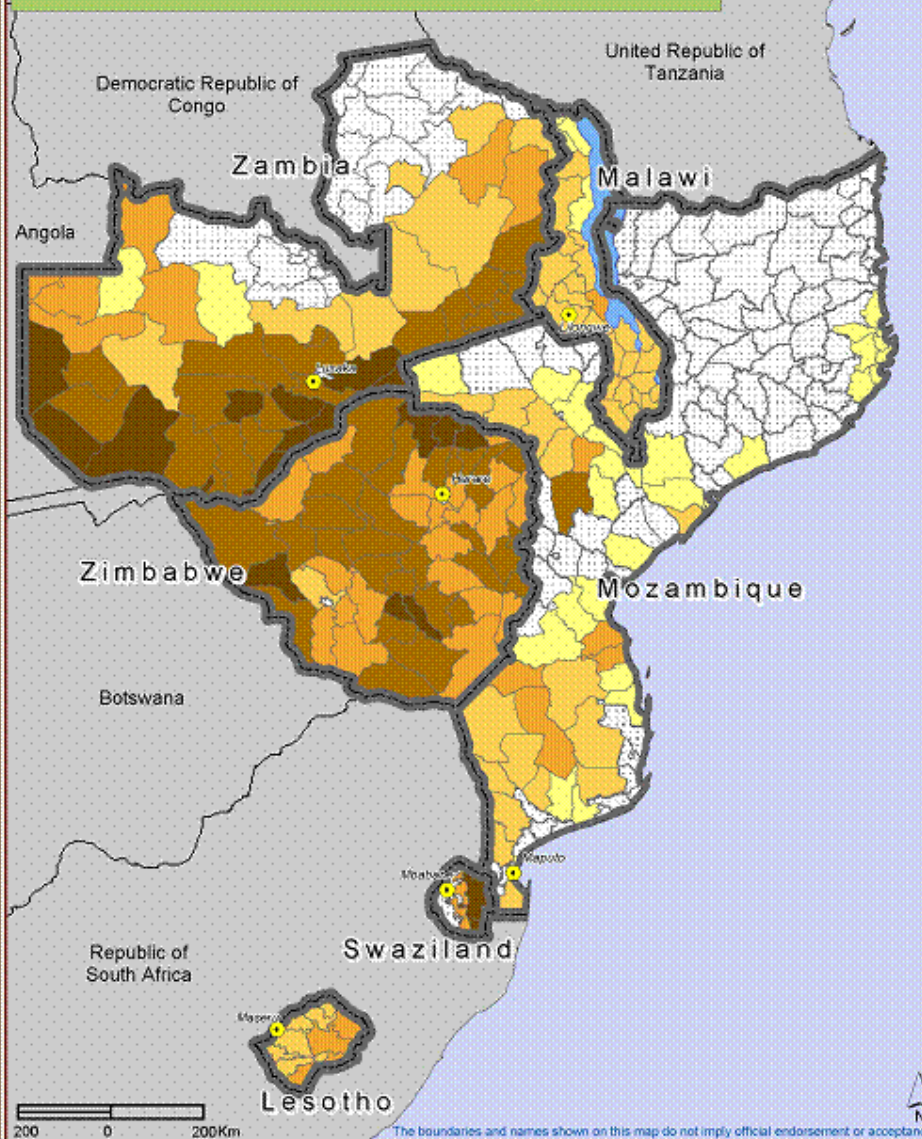 United Republic of
Tanzania
Democratic Republic of
Congo
Zambia
Malawi
Angola
Lusaka
Harare
Zimbabwe
Mozambique
Botswana
Maputo
Swaziland
Republic of
South Africa
Maseru
Lesotho
200 0 200Km
N
The boundaries and names shown on this map do not imply official endorsement or acceptan